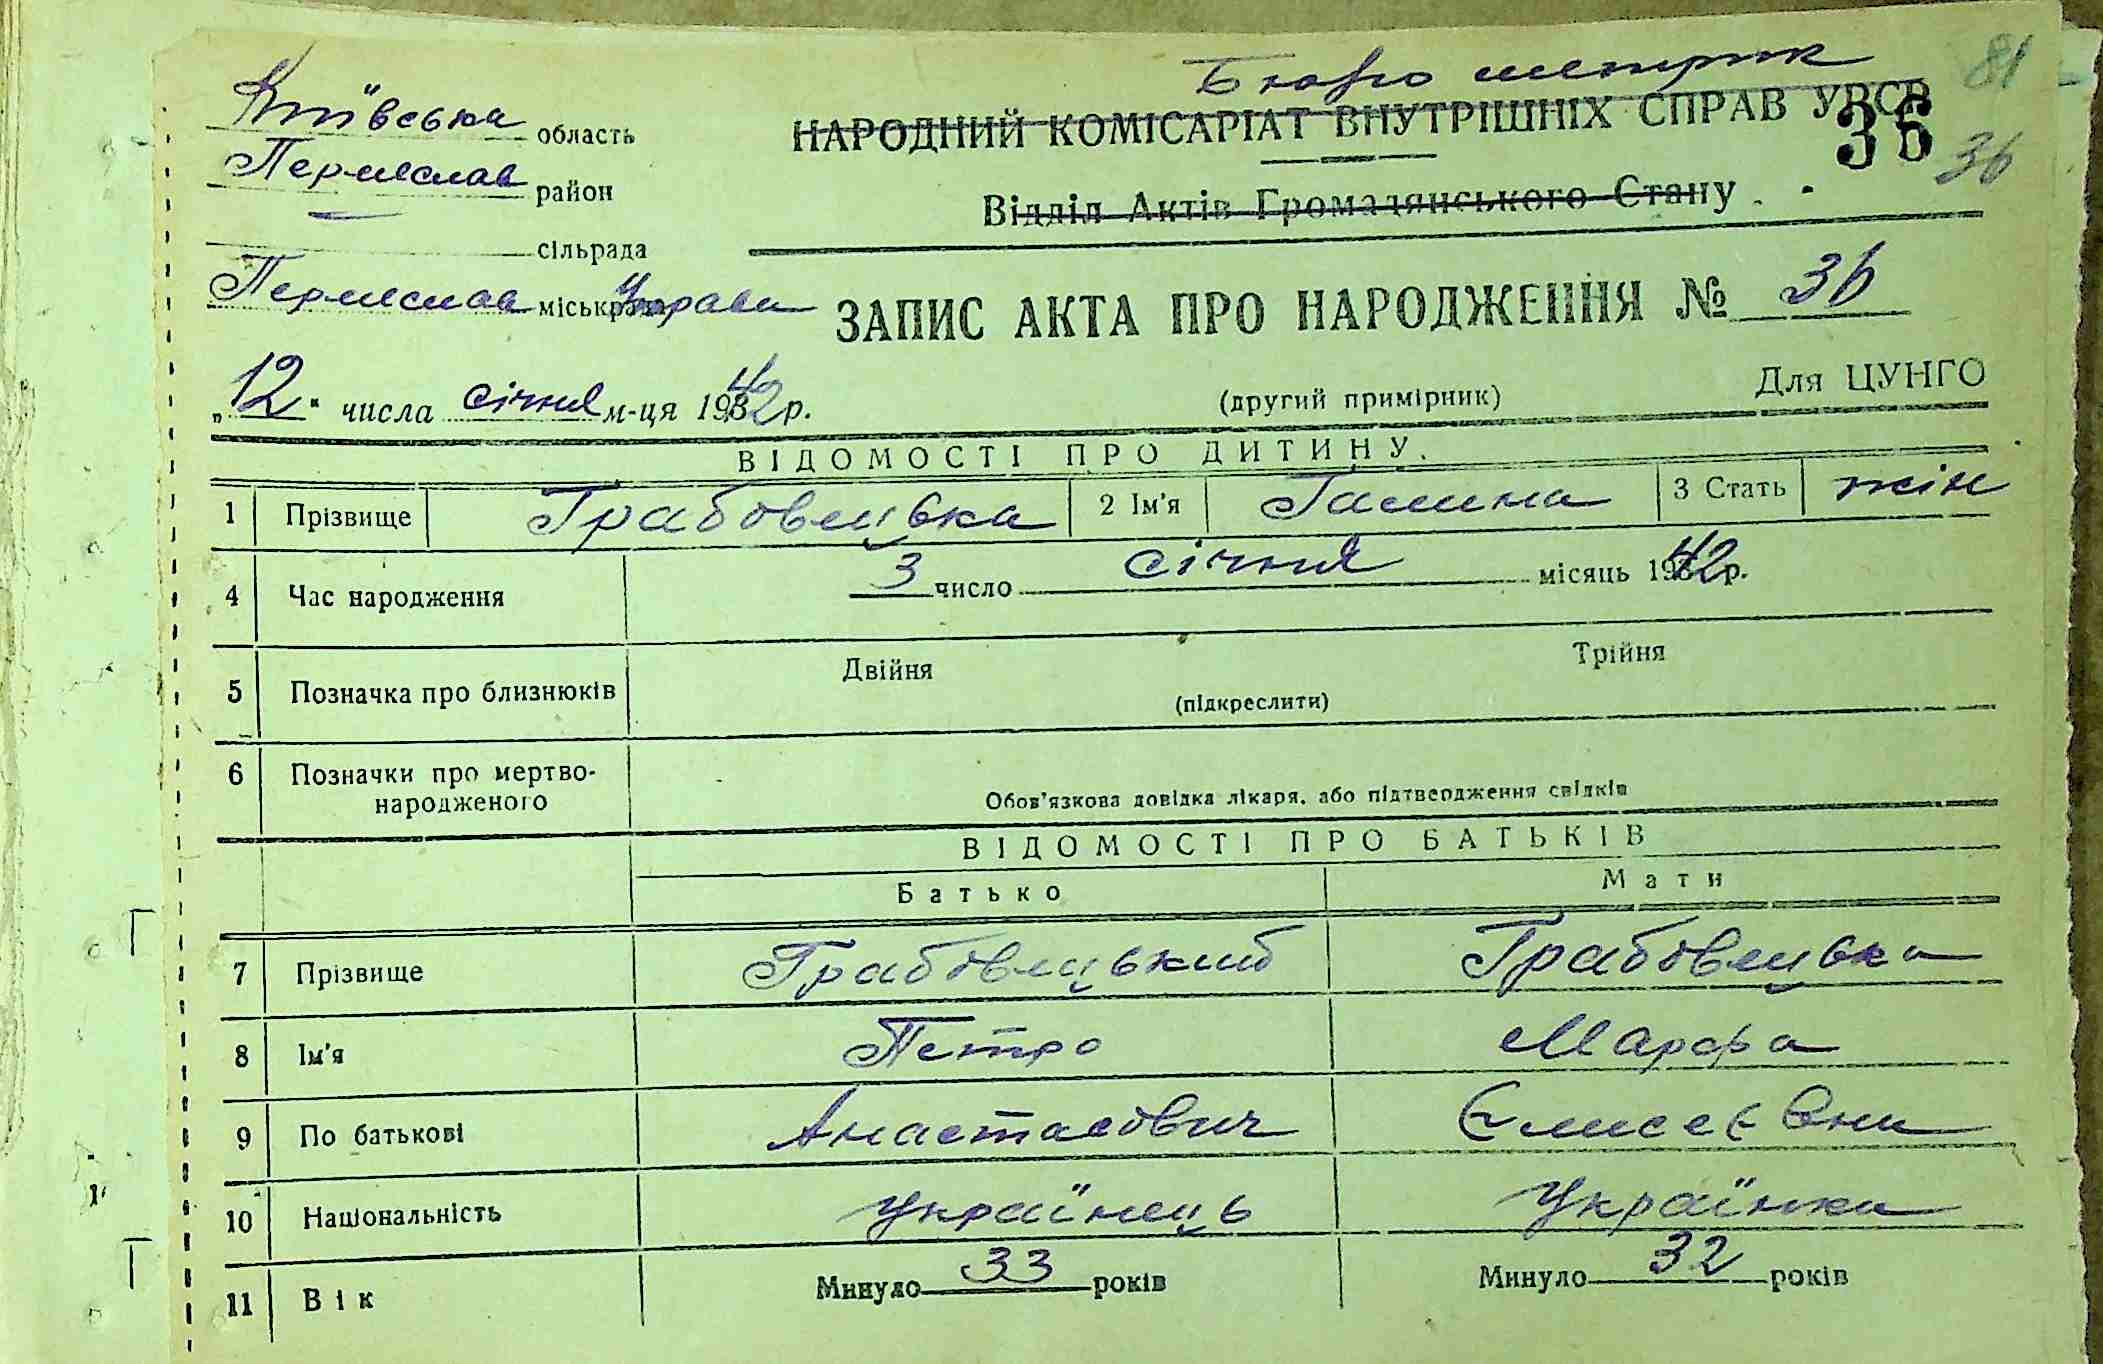 Бюро метрик
81
Київська область
НАРОДНИЙ КОМІСАРІАТ ВНУТРІШНІХ СПРАВ УРСР
36
36
Переяслав район
Відділ Актів Громадянського Стану
сільрада
Переяслав міськрада Управа
ЗАПИС АКТА ПРО НАРОДЖЕННЯ № 36
„12" числа січня м-ця 1942 р.
(другий примірник)
Для ЦУНГО
ВІДОМОСТІ ПРО ДИТИНУ.
1 Прізвище Грабовецька 2 Ім'я Галина 3 Стать жін
4 Час народження 3 число січня місяць 1942 р.
5 Позначка про близнюків Двійня Трійня
(підкреслити)
6 Позначки про мертво-
народженого
Обов'язкова довідка лікаря, або підтвердження свідків
ВІДОМОСТІ ПРО БАТЬКІВ
Батько Мати
7 Прізвище Грабовецький Грабовецька
8 Ім'я Петро Марфа
9 По батькові Анастасович Єлисеєвна
10 Національність Українець Українка
11 Вік Минуло 33 років Минуло 32 років